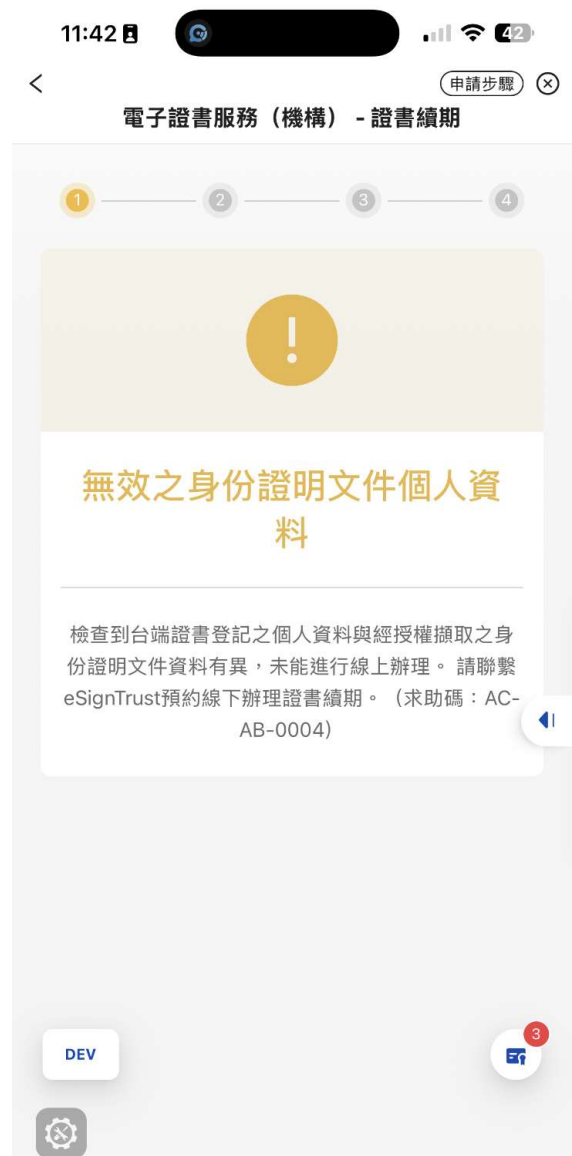 11:42
42
申請步驟
電子證書服務（機構） - 證書續期
1 2 3 4
!
無效之身份證明文件個人資
料
檢查到台端證書登記之個人資料與經授權擷取之身
份證明文件資料有異，未能進行線上辦理。 請聯繫
eSignTrust預約線下辦理證書續期。（求助碼：AC-
AB-0004）
3
DEV